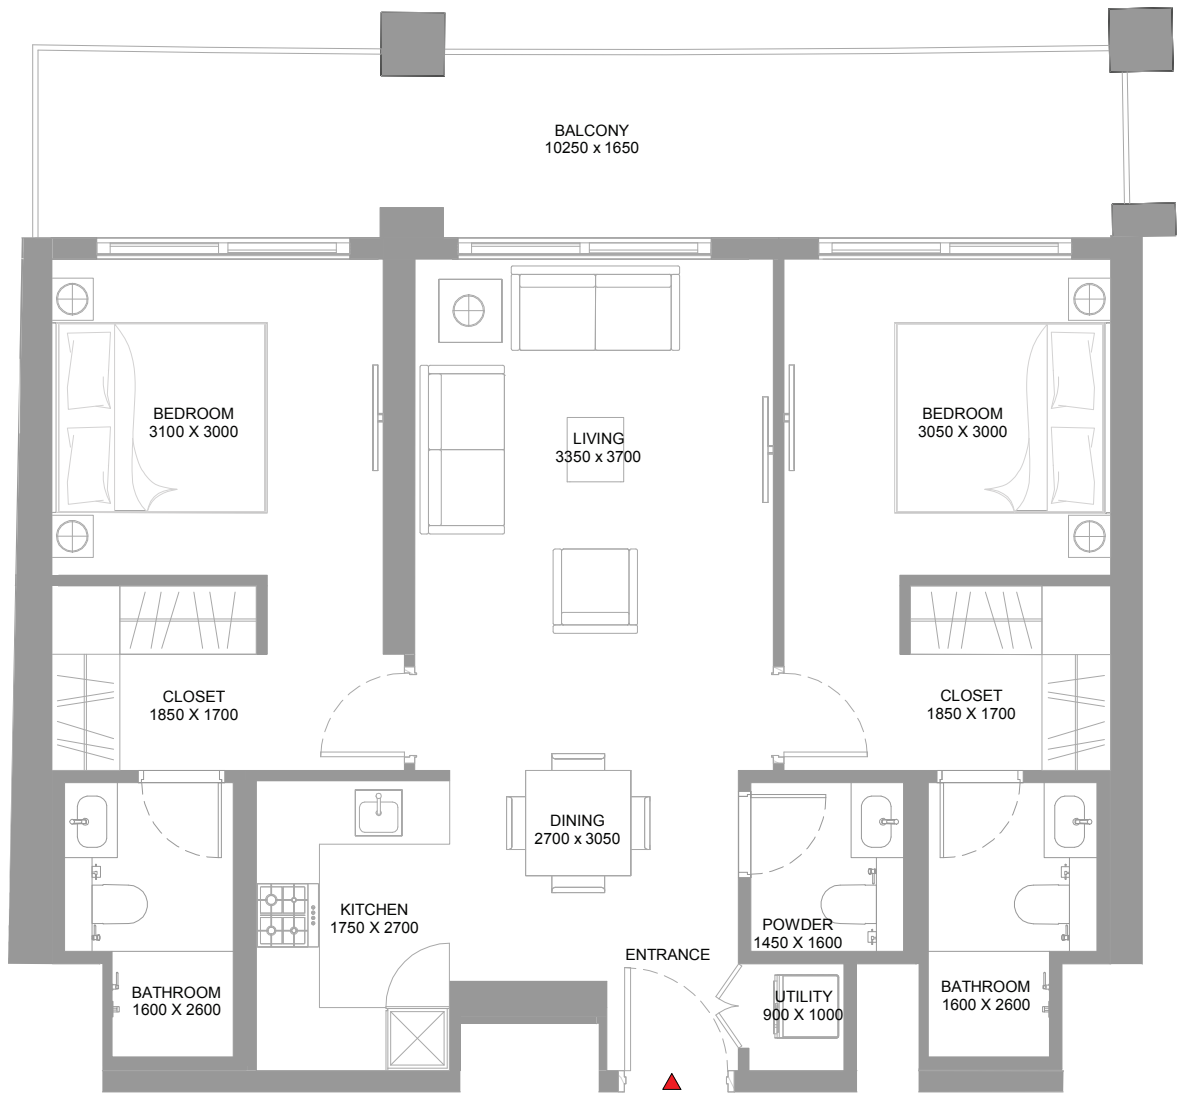 BALCONY
10250 x 1650
BEDROOM
3100 X 3000
LIVING
3350 x 3700
BEDROOM
3050 X 3000
CLOSET
1850 X 1700
CLOSET
1850 X 1700
DINING
2700 x 3050
KITCHEN
1750 X 2700
POWDER
1450 X 1600
ENTRANCE
BATHROOM
1600 X 2600
UTILITY
900 X 1000
BATHROOM
1600 X 2600